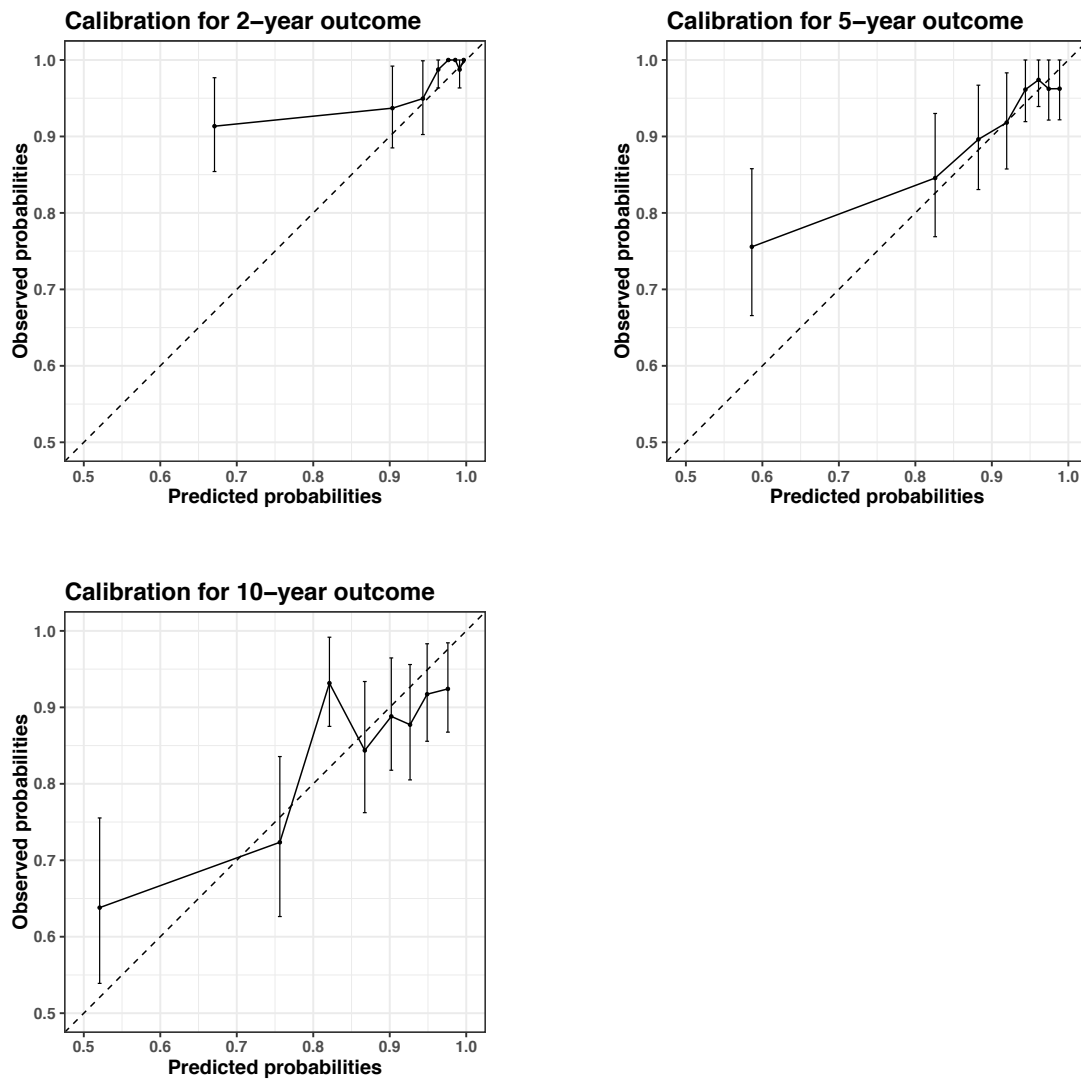 Calibration for 2−year outcome
1.0
0.9
0.8
0.7
0.6
0.5
Observed probabilities
0.5 0.6 0.7 0.8 0.9 1.0
Predicted probabilities
Calibration for 5−year outcome
1.0
0.9
0.8
0.7
0.6
0.5
Observed probabilities
0.5 0.6 0.7 0.8 0.9 1.0
Predicted probabilities
Calibration for 10−year outcome
1.0
0.9
0.8
0.7
0.6
0.5
Observed probabilities
0.5 0.6 0.7 0.8 0.9 1.0
Predicted probabilities